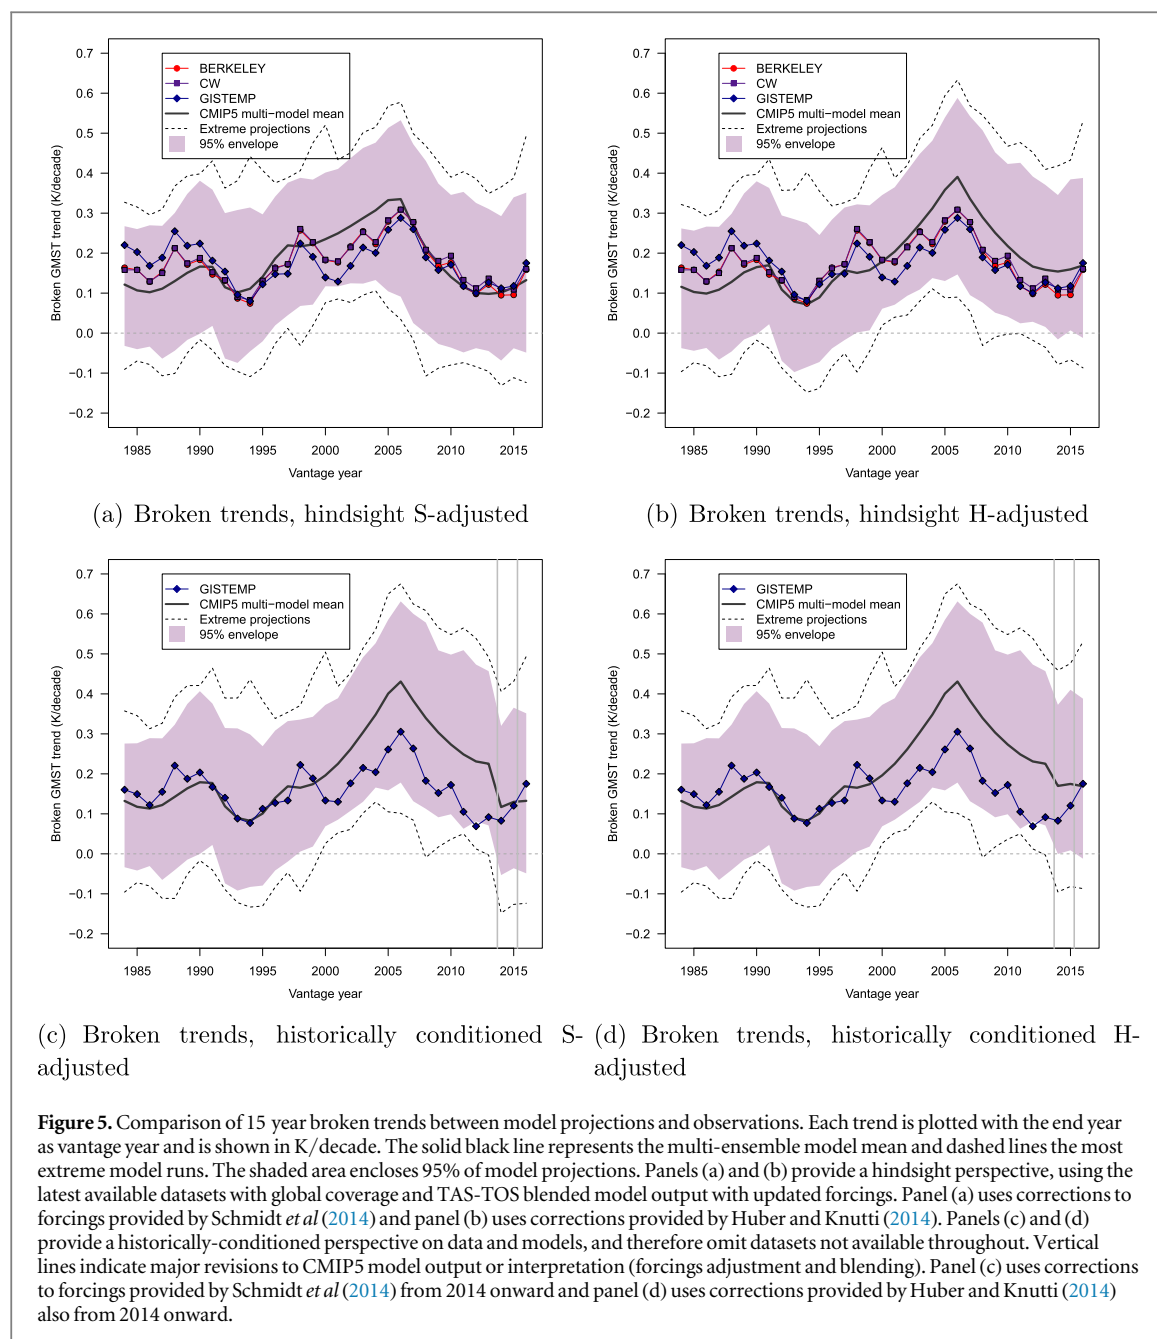 0.7
0.6
0.5
0.4
0.3
0.2
0.1
0.0
−0.1
−0.2
Broken GMST trend (K/decade)
BERKELEY
CW
GISTEMP
CMIP5 multi−model mean
Extreme projections
95% envelope
1985 1990 1995 2000 2005 2010 2015
Vantage year
(a) Broken trends, hindsight S-adjusted
0.7
0.6
0.5
0.4
0.3
0.2
0.1
0.0
−0.1
−0.2
Broken GMST trend (K/decade)
BERKELEY
CW
GISTEMP
CMIP5 multi−model mean
Extreme projections
95% envelope
1985 1990 1995 2000 2005 2010 2015
Vantage year
(b) Broken trends, hindsight H-adjusted
0.7
0.6
0.5
0.4
0.3
0.2
0.1
0.0
−0.1
−0.2
Broken GMST trend (K/decade)
GISTEMP
CMIP5 multi−model mean
Extreme projections
95% envelope
1985 1990 1995 2000 2005 2010 2015
Vantage year
(c) Broken trends, historically conditioned S-
adjusted
0.7
0.6
0.5
0.4
0.3
0.2
0.1
0.0
−0.1
−0.2
Broken GMST trend (K/decade)
GISTEMP
CMIP5 multi−model mean
Extreme projections
95% envelope
1985 1990 1995 2000 2005 2010 2015
Vantage year
(d) Broken trends, historically conditioned H-
adjusted
Figure 5. Comparison of 15 year broken trends between model projections and observations. Each trend is plotted with the end year
as vantage year and is shown in K/decade. The solid black line represents the multi-ensemble model mean and dashed lines the most
extreme model runs. The shaded area encloses 95% of model projections. Panels (a) and (b) provide a hindsight perspective, using the
latest available datasets with global coverage and TAS-TOS blended model output with updated forcings. Panel (a) uses corrections to
forcings provided by Schmidt et al (2014) and panel (b) uses corrections provided by Huber and Knutti (2014). Panels (c) and (d)
provide a historically-conditioned perspective on data and models, and therefore omit datasets not available throughout. Vertical
lines indicate major revisions to CMIP5 model output or interpretation (forcings adjustment and blending). Panel (c) uses corrections
to forcings provided by Schmidt et al (2014) from 2014 onward and panel (d) uses corrections provided by Huber and Knutti (2014)
also from 2014 onward.